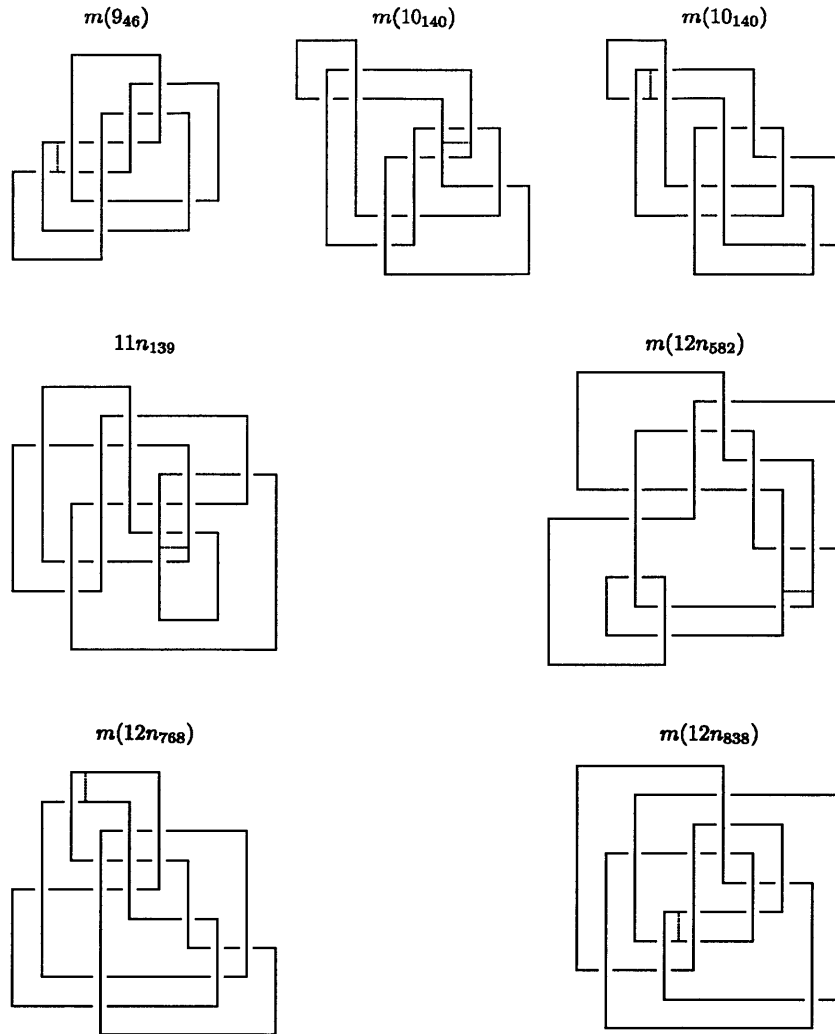 m(9₄₆)
m(10₁₄₀)
m(10₁₄₀)
11n₁₃₉
m(12n₅₈₂)
m(12n₇₆₈)
m(12n₈₃₈)